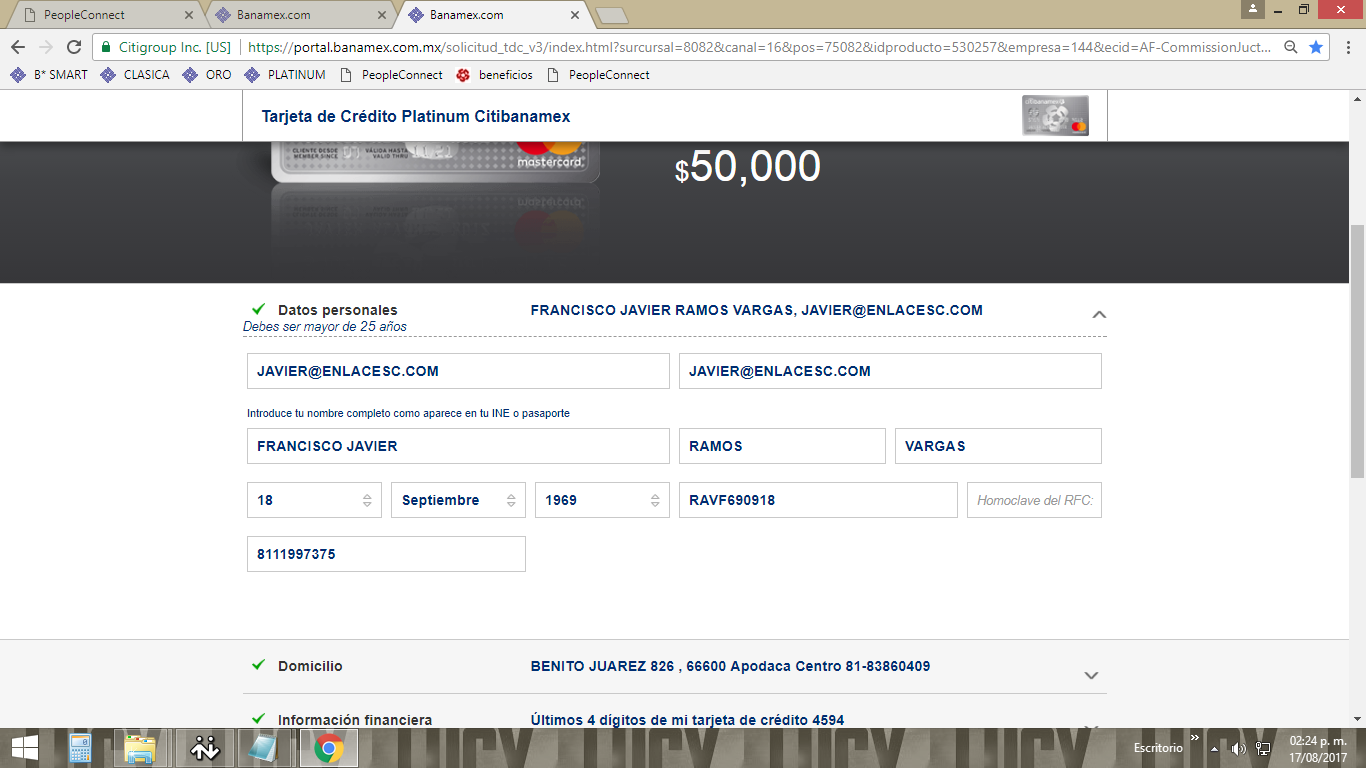 PeopleConnect
Banamex.com
Banamex.com
Citigroup Inc. [US] https://portal.banamex.com.mx/solicitud_tdc_v3/index.html?surcursal=8082&canal=16&pos=75082&idproducto=530257&empresa=144&ecid=AF-CommissionJuct...
B* SMART CLASICA ORO PLATINUM PeopleConnect beneficios PeopleConnect
Tarjeta de Crédito Platinum Citibanamex
CLIENTE DESDE MEMBER SINCE VALIDA HASTA VALID THRU mastercard.
$50,000
Datos personales FRANCISCO JAVIER RAMOS VARGAS, JAVIER@ENLACESC.COM
Debes ser mayor de 25 años
JAVIER@ENLACESC.COM JAVIER@ENLACESC.COM
Introduce tu nombre completo como aparece en tu INE o pasaporte
FRANCISCO JAVIER RAMOS VARGAS
18 Septiembre 1969 RAVF690918 Homoclave del RFC:
8111997375
Domicilio BENITO JUAREZ 826 , 66600 Apodaca Centro 81-83860409
Información financiera Últimos 4 dígitos de mi tarjeta de crédito 4594
Escritorio 02:24 p. m.
17/08/2017